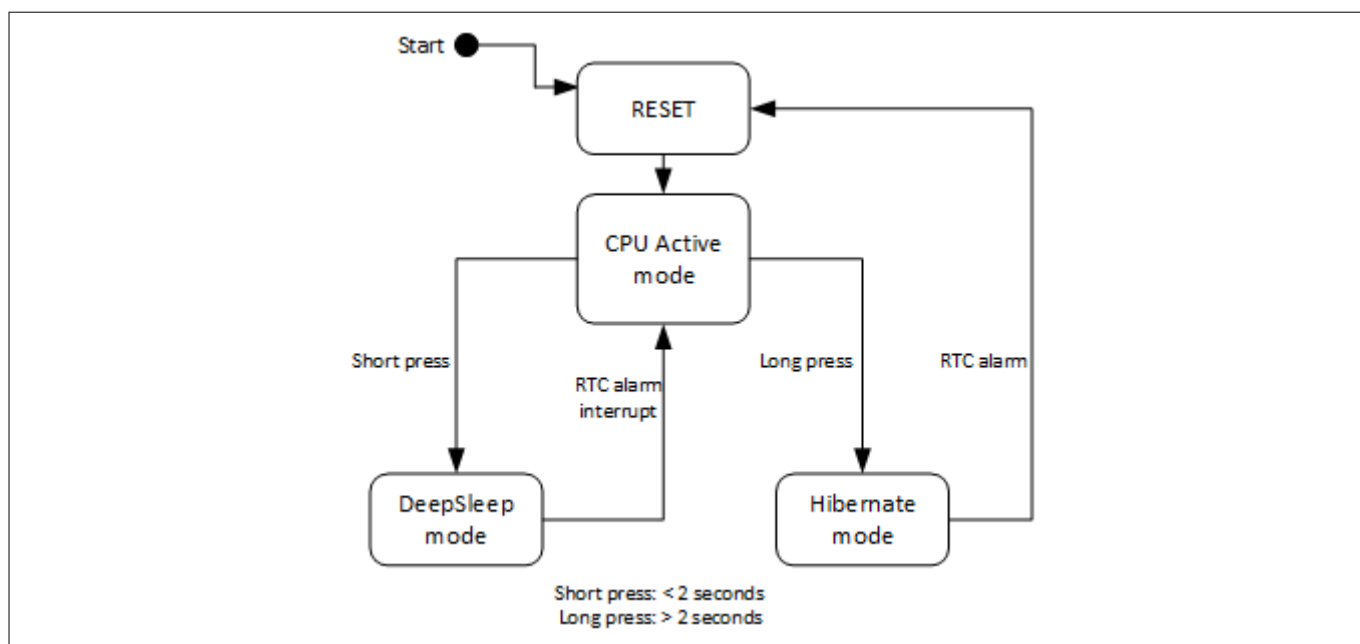 Start
RESET
CPU Active
mode
Short press
RTC alarm
interrupt
Long press
RTC alarm
DeepSleep
mode
Hibernate
mode
Short press: < 2 seconds
Long press: > 2 seconds